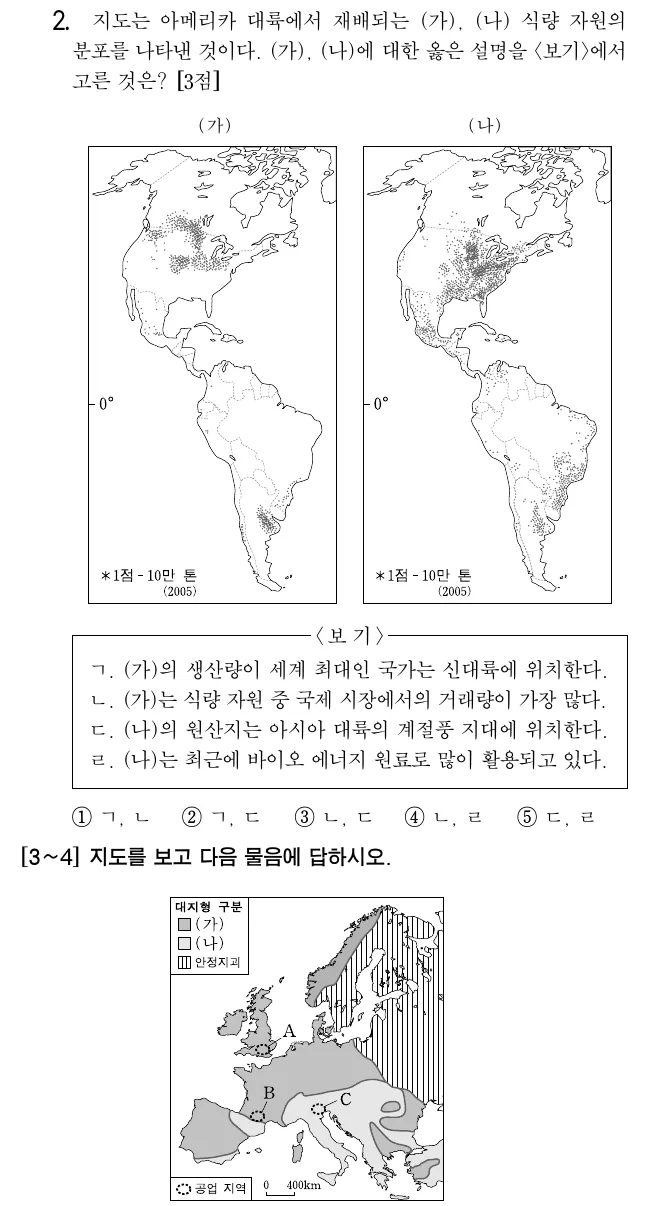 2. 지도는 아메리카 대륙에서 재배되는 (가), (나) 식량 자원의
분포를 나타낸 것이다. (가), (나)에 대한 옳은 설명을 <보기>에서
고른 것은? [3점]
(가)
(나)
0°
0°
*1점-10만 톤
(2005)
*1점-10만 톤
(2005)
<보 기>
ㄱ. (가)의 생산량이 세계 최대인 국가는 신대륙에 위치한다.
ㄴ. (가)는 식량 자원 중 국제 시장에서의 거래량이 가장 많다.
ㄷ. (나)의 원산지는 아시아 대륙의 계절풍 지대에 위치한다.
ㄹ. (나)는 최근에 바이오 에너지 원료로 많이 활용되고 있다.
① ㄱ, ㄴ ② ㄱ, ㄷ ③ ㄴ, ㄷ ④ ㄴ, ㄹ ⑤ ㄷ, ㄹ
[3~4] 지도를 보고 다음 물음에 답하시오.
대지형 구분
(가)
(나)
안정지괴
A
B
C
공업 지역
0 400km